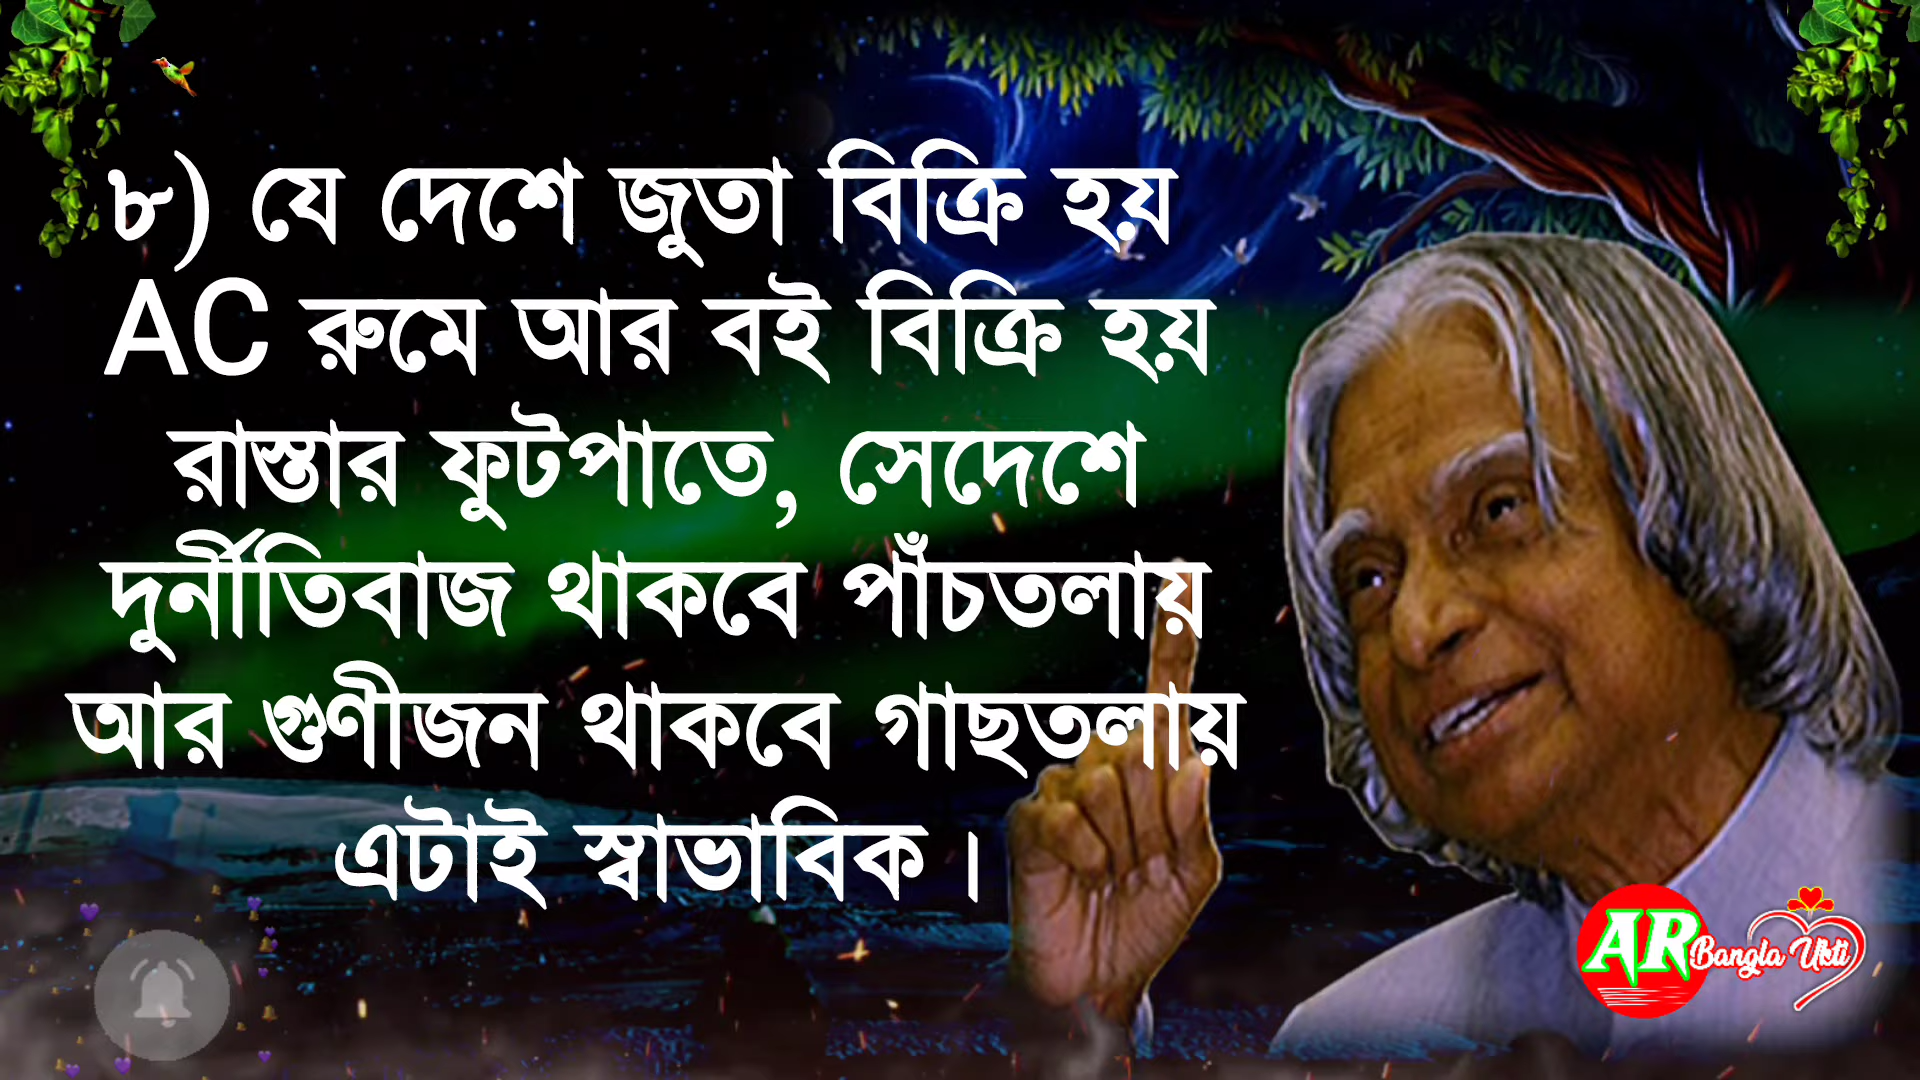 ৮) যে দেশে জুতা বিক্রি হয়
AC রুমে আর বই বিক্রি হয়
রাস্তার ফুটপাতে, সেদেশে
দুর্নীতিবাজ থাকবে পাঁচতলায়
আর গুণীজন থাকবে গাছতলায়
এটাই স্বাভাবিক।
AR Bangla Ukti